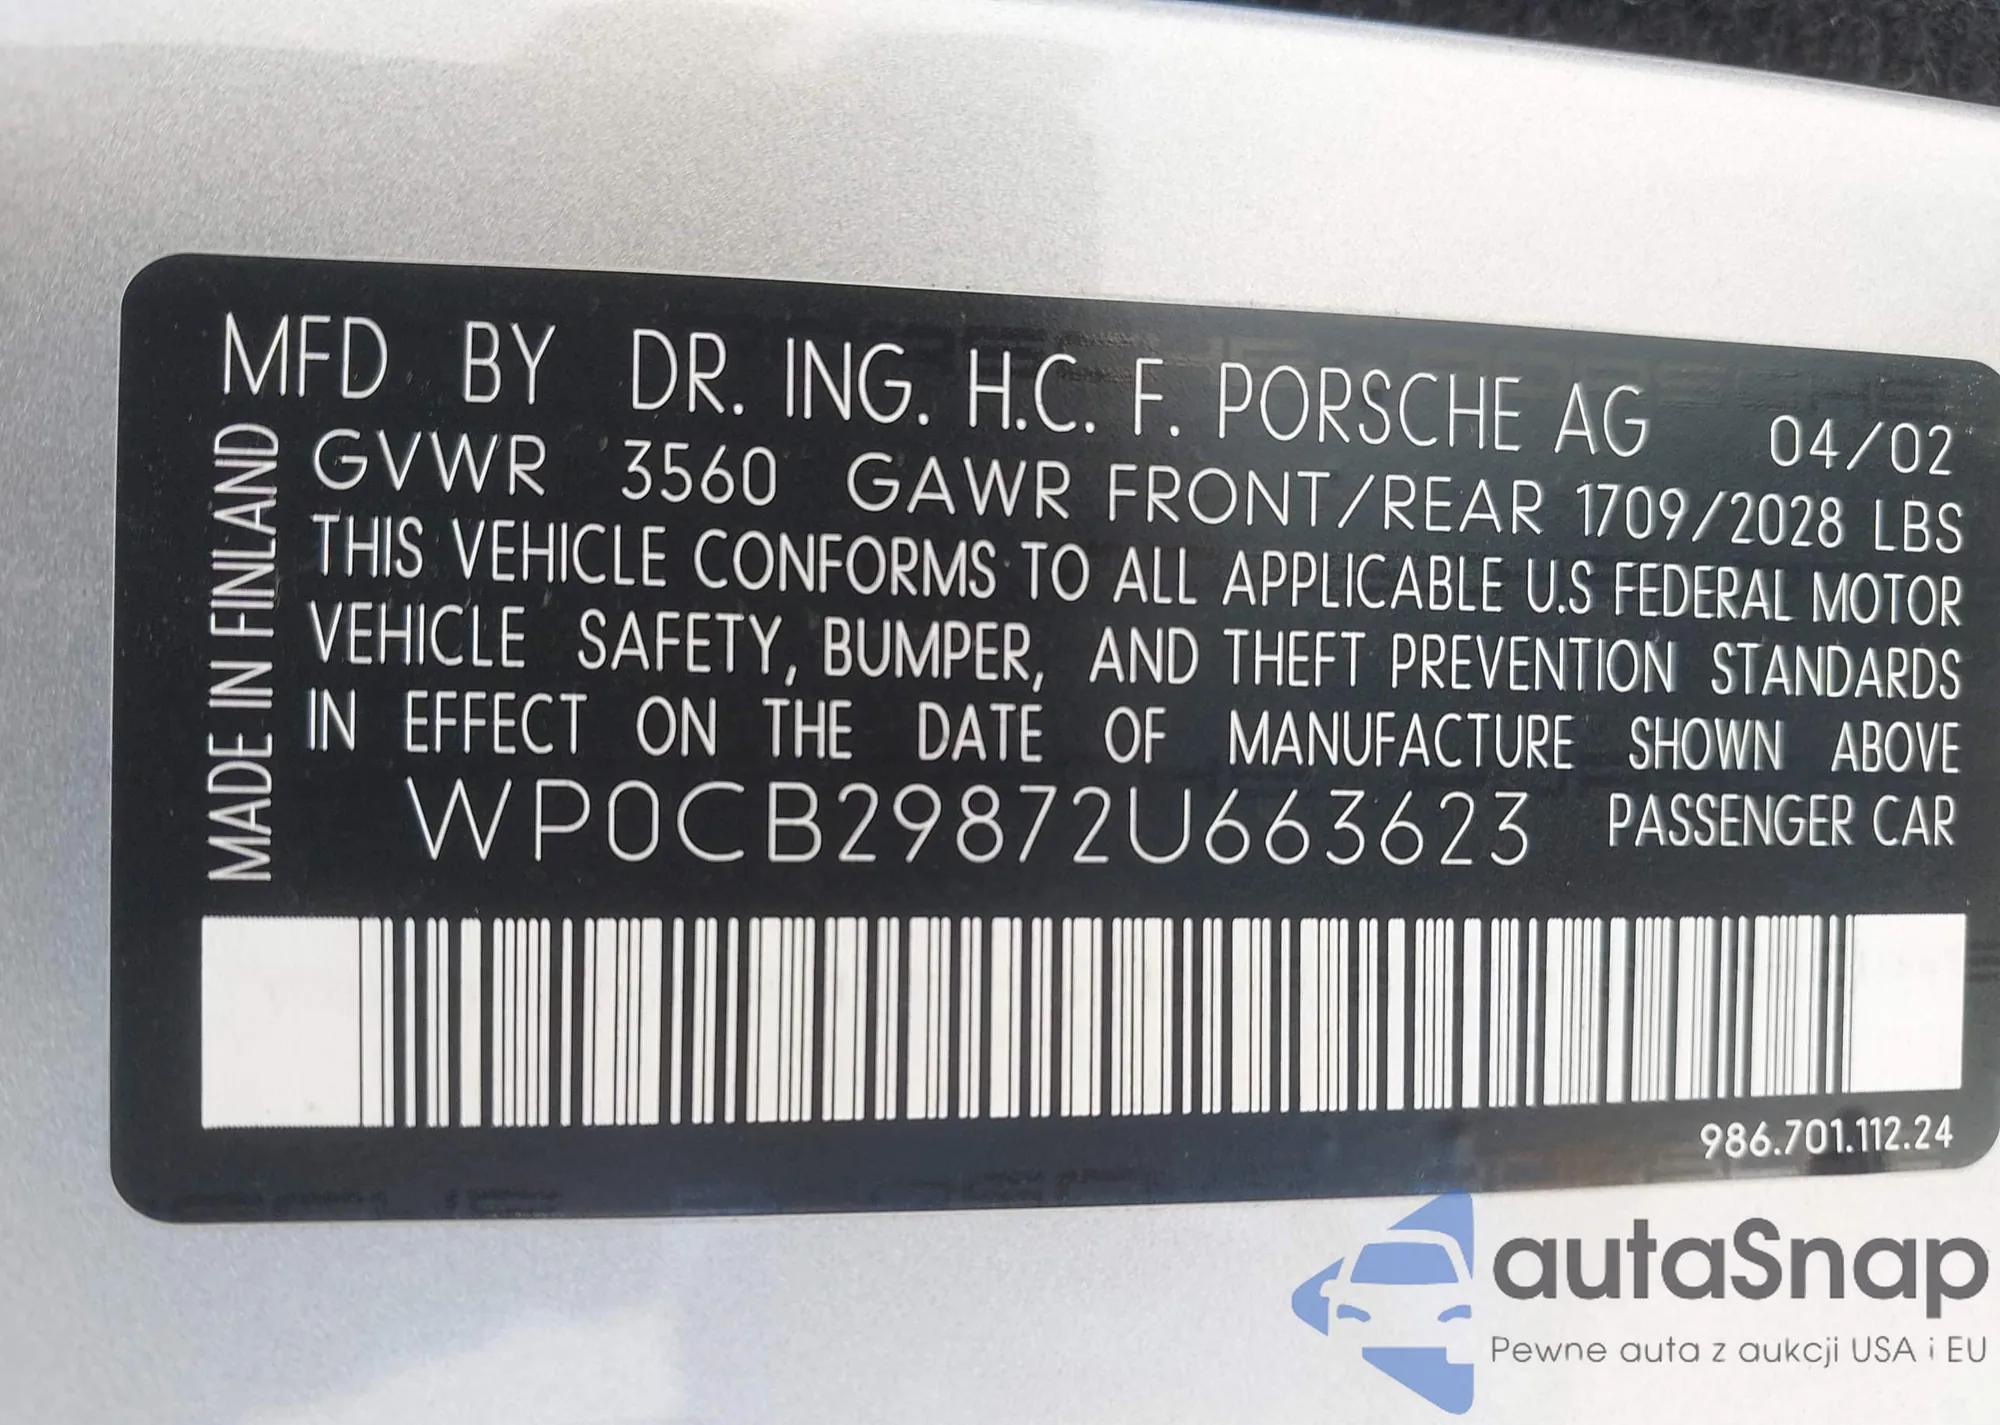 MFD BY DR. ING. H.C. F. PORSCHE AG 04/02
GVWR 3560 GAWR FRONT/REAR 1709/2028 LBS
THIS VEHICLE CONFORMS TO ALL APPLICABLE U.S FEDERAL MOTOR
VEHICLE SAFETY, BUMPER, AND THEFT PREVENTION STANDARDS
IN EFFECT ON THE DATE OF MANUFACTURE SHOWN ABOVE
WP0CB29872U663623 PASSENGER CAR
MADE IN FINLAND
986.701.112.24
autaSnap
Pewne auta z aukcji USA i EU